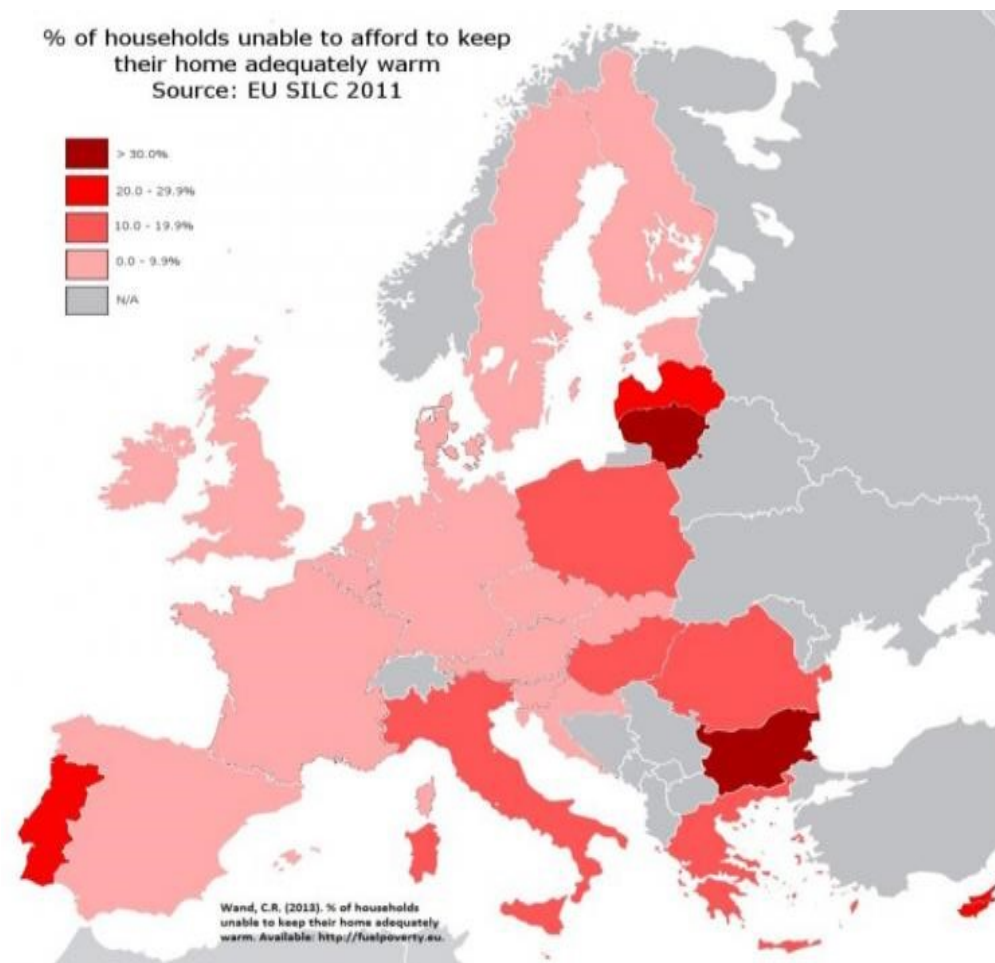 % of households unable to afford to keep
their home adequately warm
Source: EU SILC 2011
> 30.0%
20.0 - 29.9%
10.0 - 19.9%
0.0 - 9.9%
N/A
Wand, C.R. (2013). % of households
unable to keep their home adequately
warm. Available: http://fuelpoverty.eu.